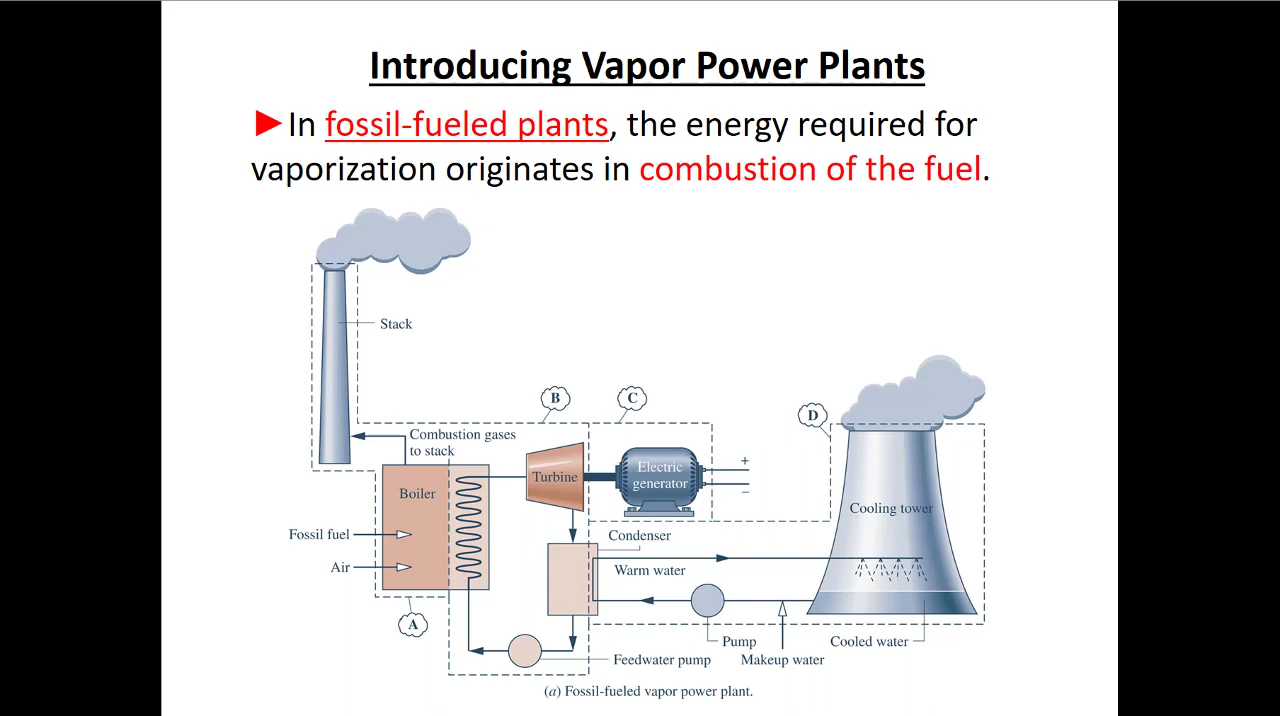 Introducing Vapor Power Plants
►In fossil-fueled plants, the energy required for
vaporization originates in combustion of the fuel.
Stack
B
C
D
Combustion gases
to stack
Turbine
Electric
generator
+
−
Boiler
Cooling tower
Fossil fuel
Condenser
Air
Warm water
A
Pump
Cooled water
Feedwater pump
Makeup water
(a) Fossil-fueled vapor power plant.